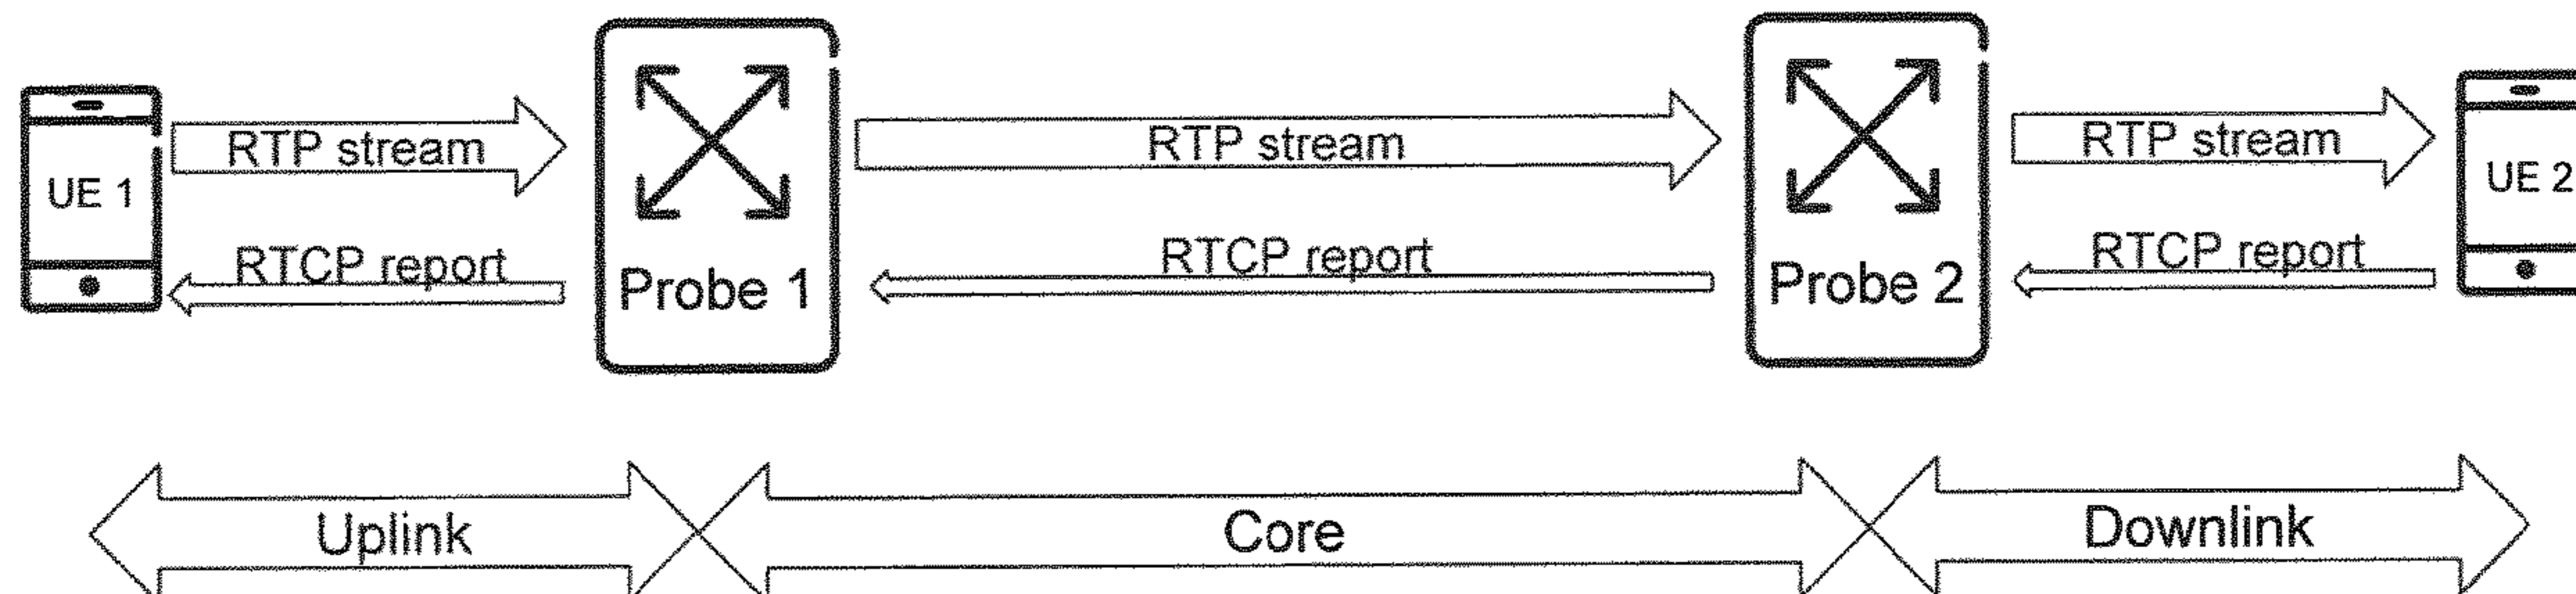 RTP stream
RTP stream
RTP stream
UE 1
UE 2
RTCP report
RTCP report
RTCP report
Probe 1
Probe 2
Uplink
Core
Downlink